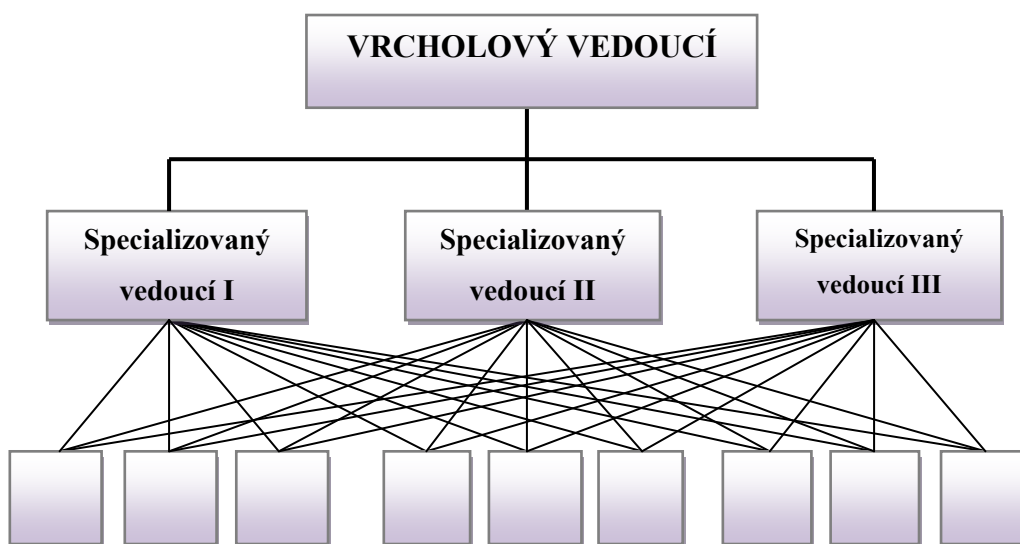 VRCHOLOVÝ VEDOUCÍ
Specializovaný
vedoucí I
Specializovaný
vedoucí II
Specializovaný
vedoucí III